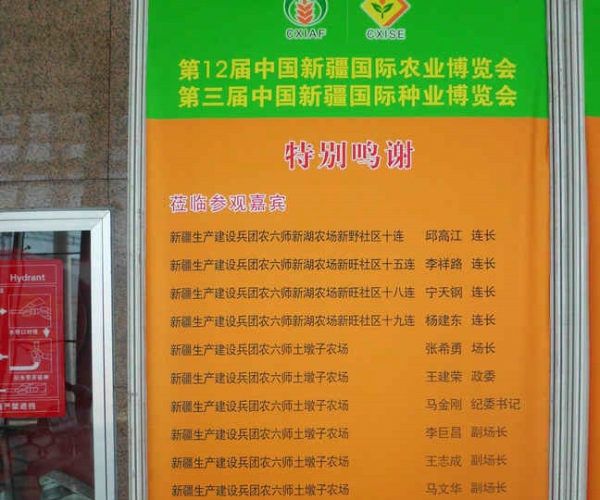 CXIAF CXISE
第12届中国新疆国际农业博览会
第三届中国新疆国际种业博览会
特别鸣谢
莅临参观嘉宾
新疆生产建设兵团农六师新湖农场新野社区十连 邱高江 连长
新疆生产建设兵团农六师新湖农场新旺社区十五连 李祥路 连长
新疆生产建设兵团农六师新湖农场新旺社区十八连 宁天钢 连长
新疆生产建设兵团农六师新湖农场新旺社区十九连 杨建东 连长
新疆生产建设兵团农六师土墩子农场 张希勇 场长
新疆生产建设兵团农六师土墩子农场 王建荣 政委
新疆生产建设兵团农六师土墩子农场 马金刚 纪委书记
新疆生产建设兵团农六师土墩子农场 李巨昌 副场长
新疆生产建设兵团农六师土墩子农场 王志成 副场长
新疆生产建设兵团农六师土墩子农场 马文华 副场长
Hydrant